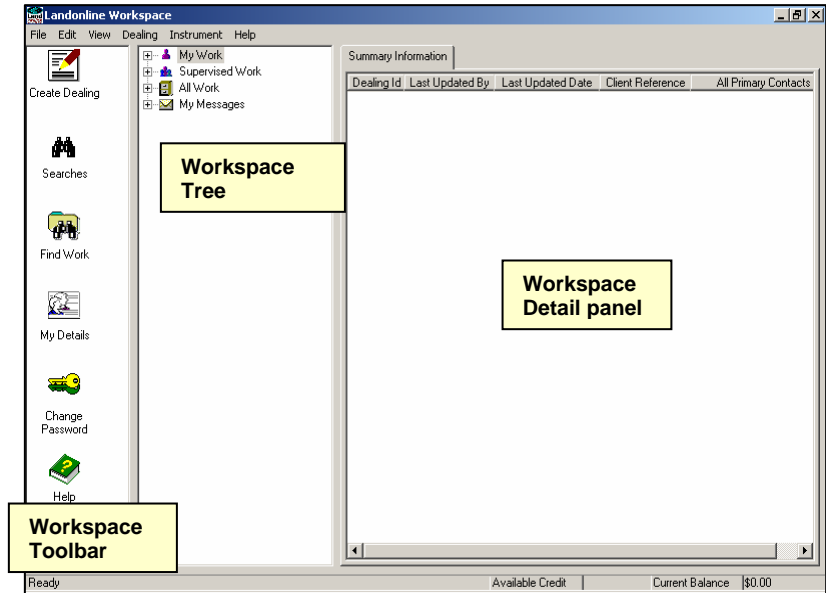 Landonline Workspace
File Edit View Dealing Instrument Help
Create Dealing
Searches
Find Work
My Details
Change
Password
Help
My Work
Supervised Work
All Work
My Messages
Workspace
Tree
Summary Information
Dealing Id Last Updated By Last Updated Date Client Reference All Primary Contacts
Workspace
Detail panel
Workspace
Toolbar
Ready Available Credit Current Balance $0.00